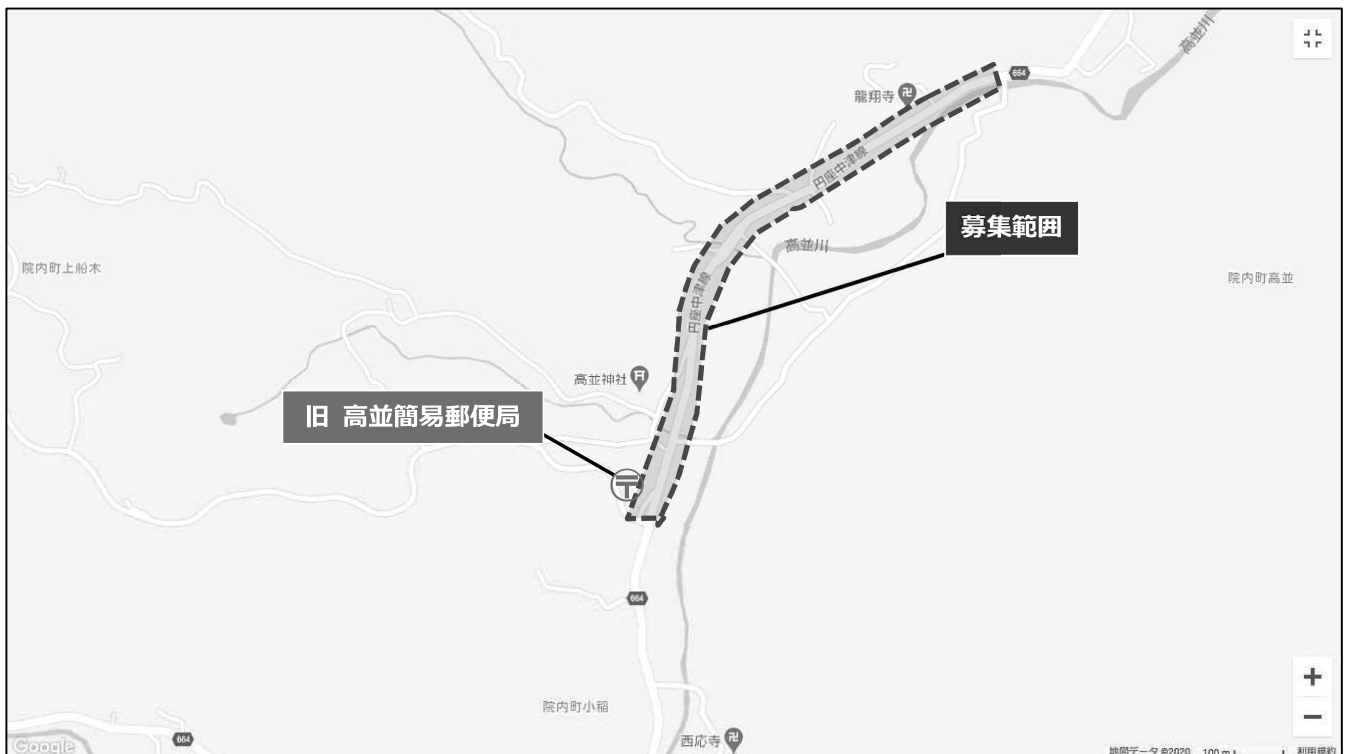 高並川
664
龍翔寺
円座中津線
募集範囲
高並川
院内町上船木
院内町高並
円座中津線
高並神社
旧 高並簡易郵便局
664
院内町小稲
664
西応寺
Google
地図データ ©2020 100 m 利用規約